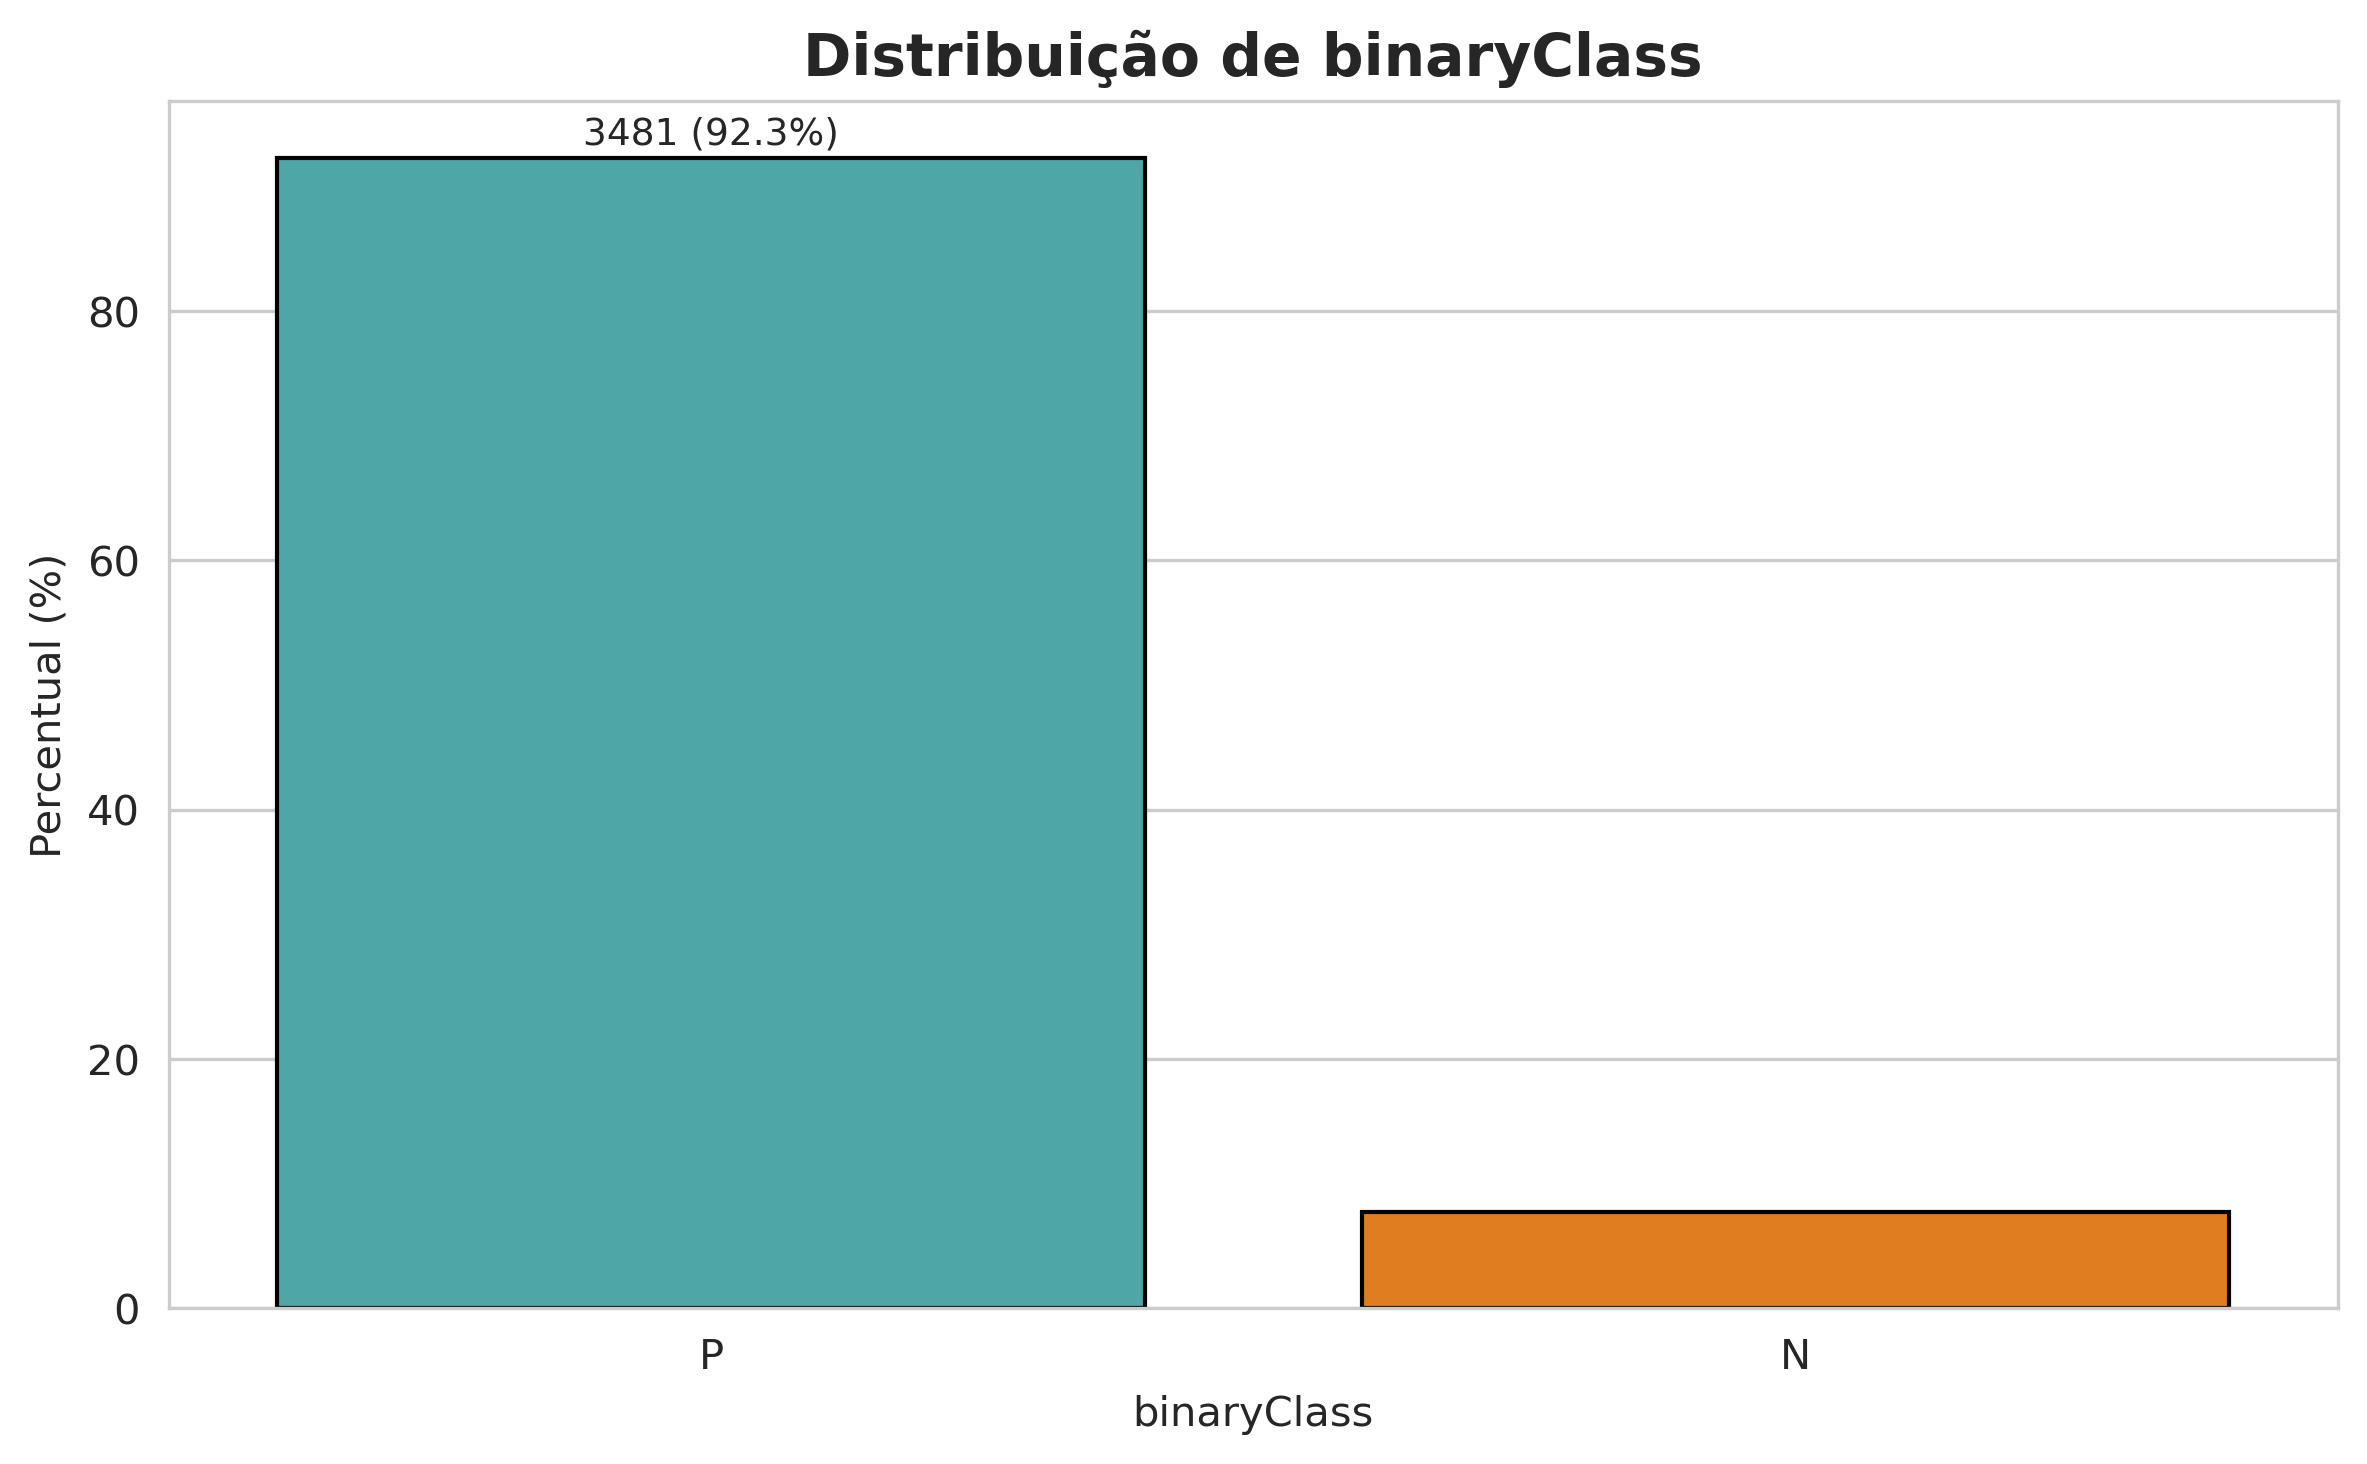 Distribuição de binaryClass
3481 (92.3%)
80
60
40
20
0
Percentual (%)
P
N
binaryClass